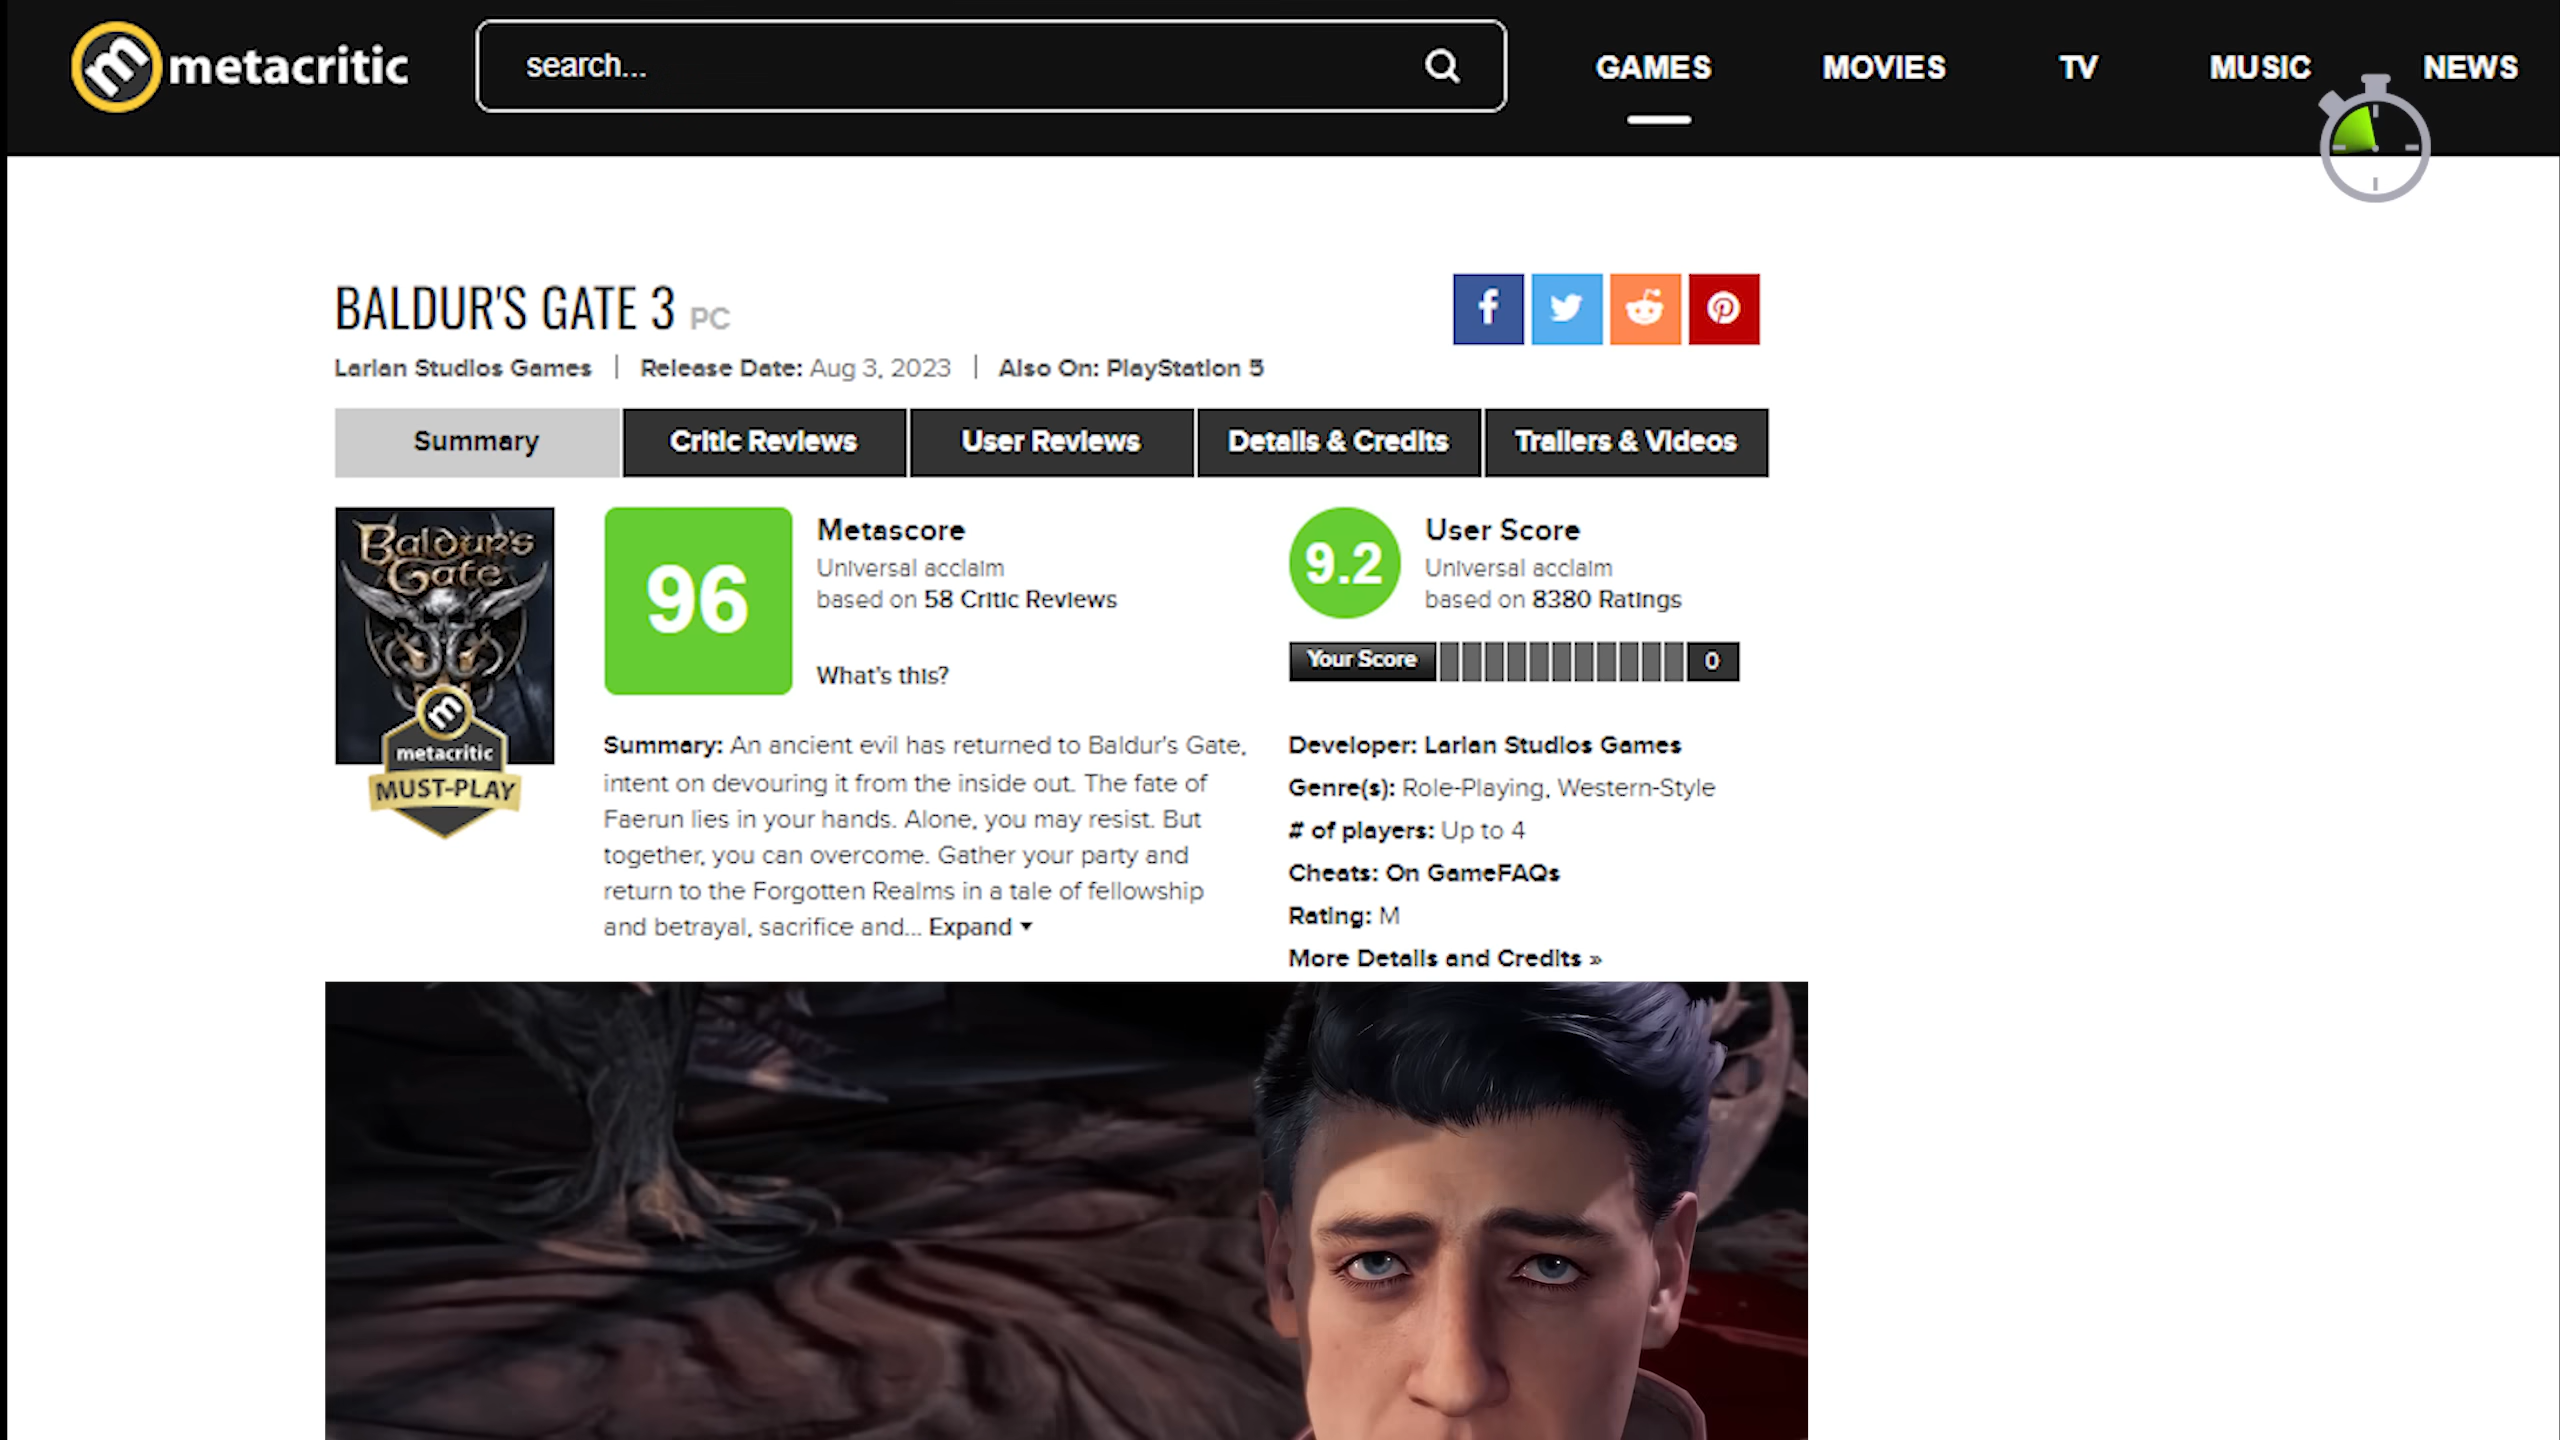 metacritic
search...
GAMES
MOVIES
TV
MUSIC
NEWS
BALDUR'S GATE 3 PC
Larian Studios Games | Release Date: Aug 3, 2023 | Also On: PlayStation 5
Summary
Critic Reviews
User Reviews
Details & Credits
Trailers & Videos
Baldur's
Gate
metacritic
MUST-PLAY
96
Metascore
Universal acclaim
based on 58 Critic Reviews
What's this?
Summary: An ancient evil has returned to Baldur's Gate,
intent on devouring it from the inside out. The fate of
Faerun lies in your hands. Alone, you may resist. But
together, you can overcome. Gather your party and
return to the Forgotten Realms in a tale of fellowship
and betrayal, sacrifice and... Expand
9.2
User Score
Universal acclaim
based on 8380 Ratings
Your Score
0
Developer: Larian Studios Games
Genre(s): Role-Playing, Western-Style
# of players: Up to 4
Cheats: On GameFAQs
Rating: M
More Details and Credits »